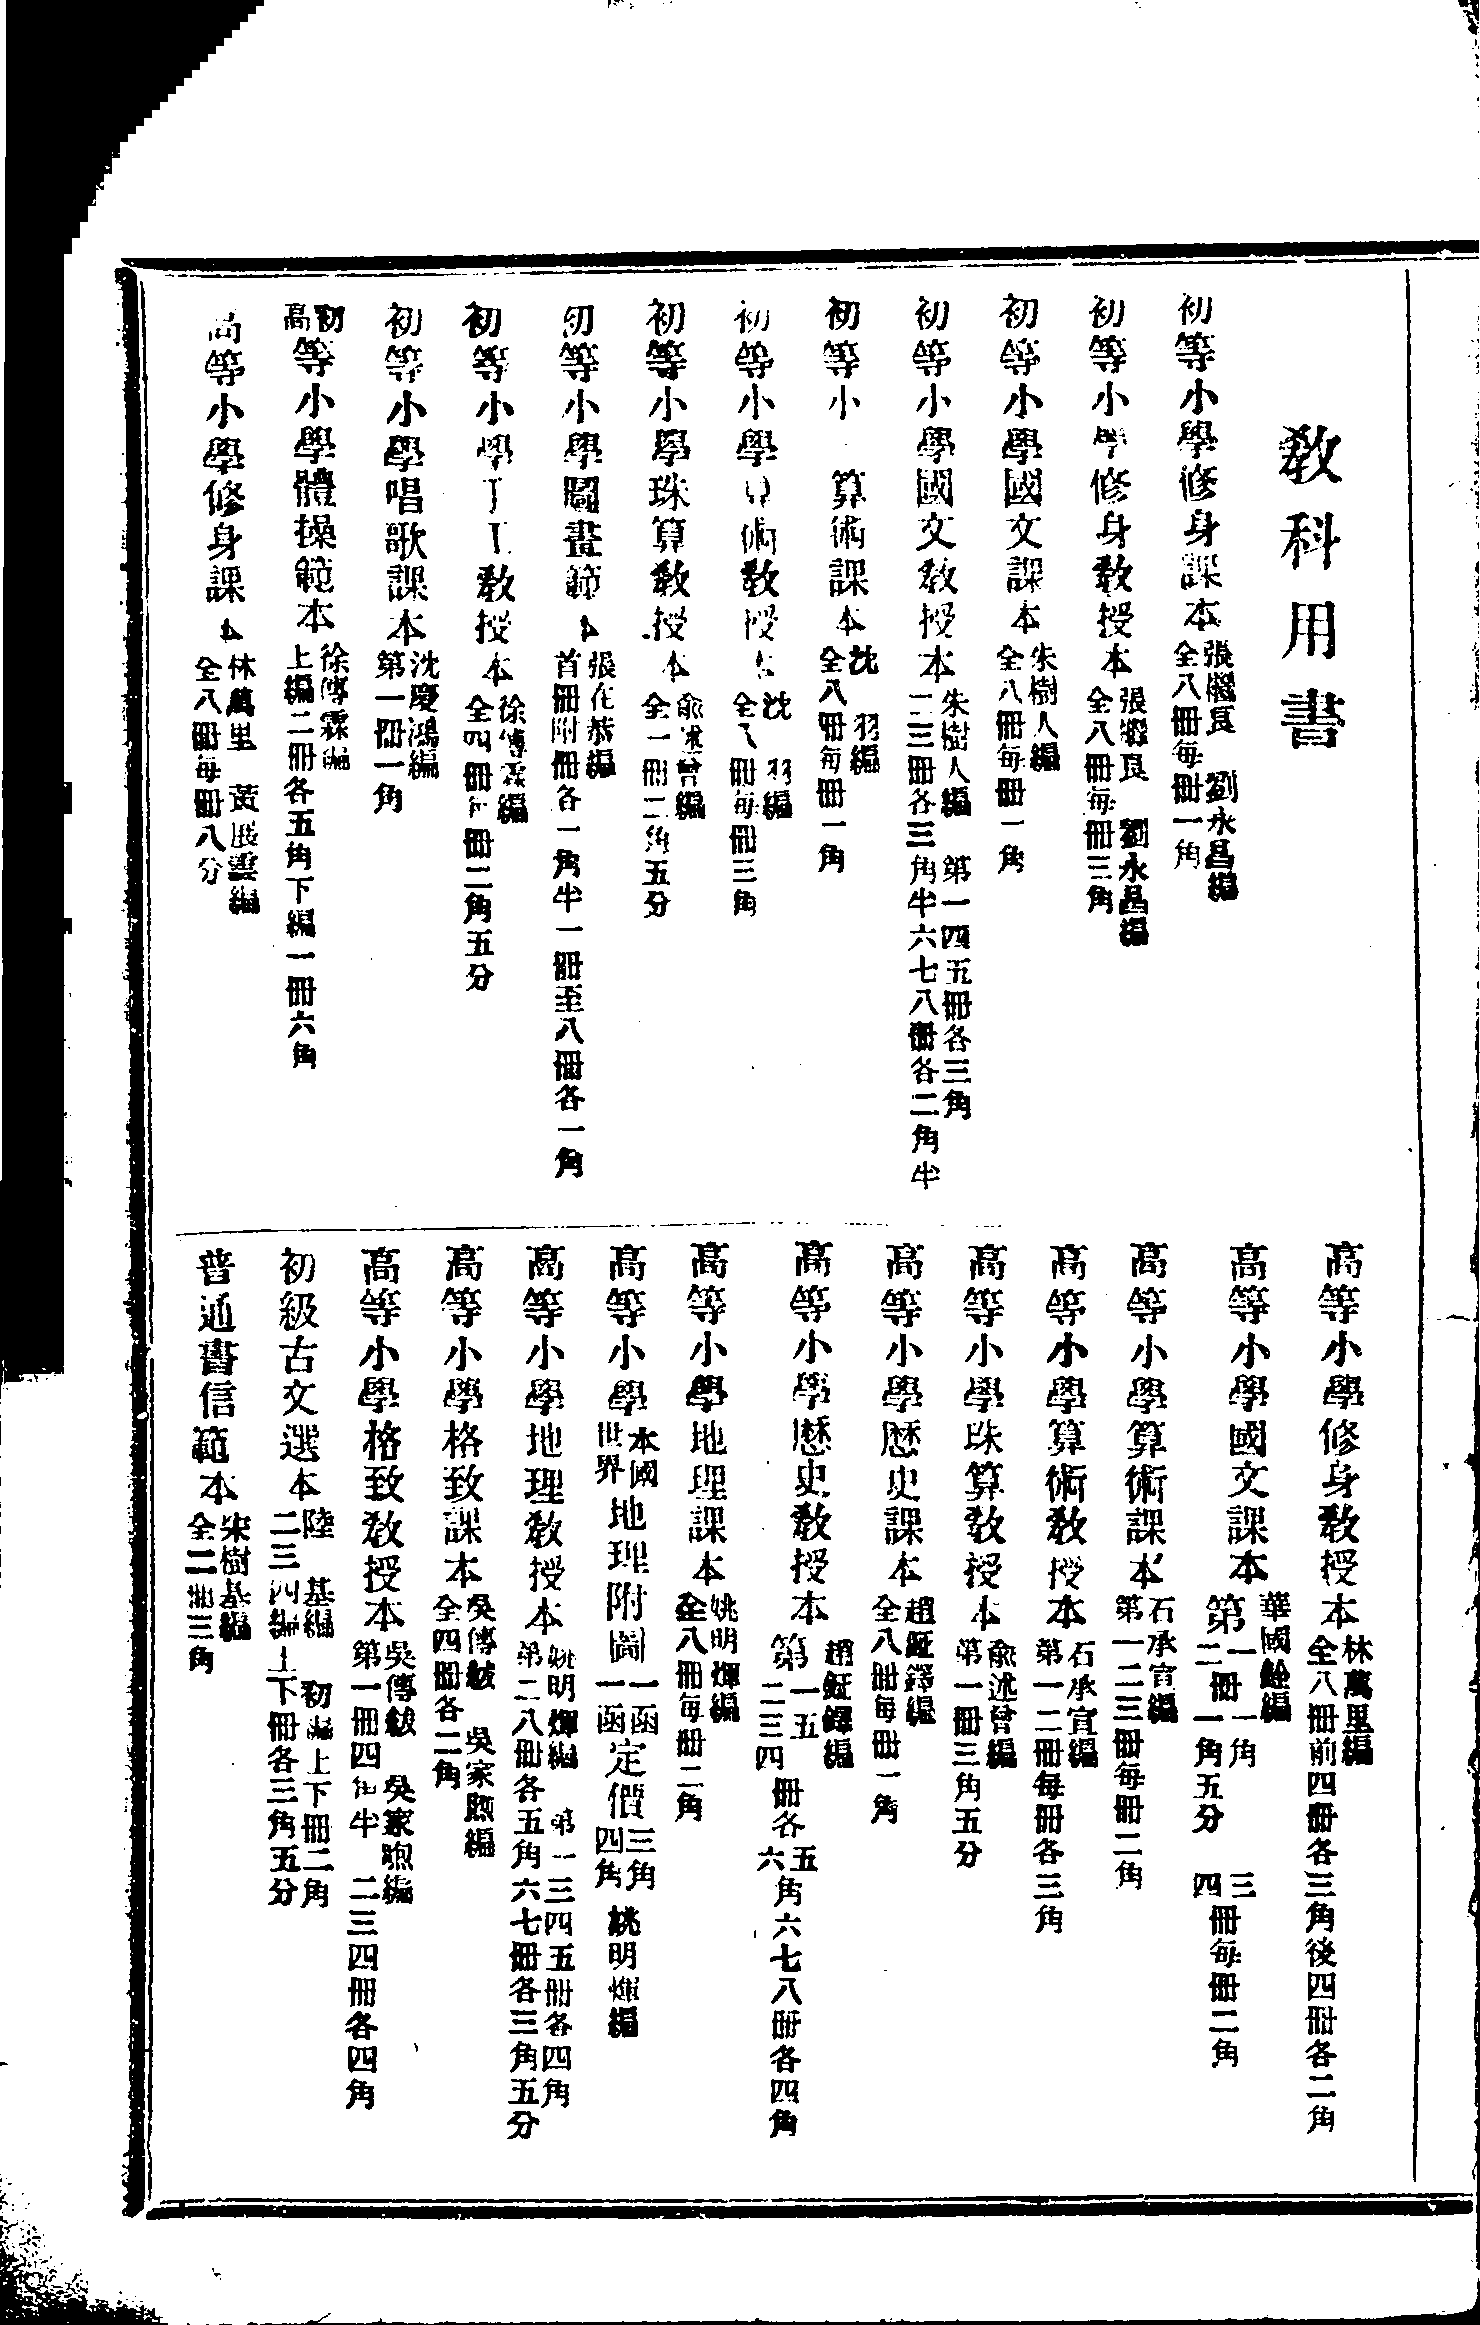 教科用書
初等小學修身課本 張 良 劉永昌編 全八冊每冊一角
初等小學修身教授本 張 良 劉永昌編 全八冊每冊三角
初等小學國文課本 朱樹人編 全八冊每冊一角
初等小學國文教授本 朱樹人編 第一四五冊各三角 二三冊各三角半六七八冊各二角半
初等小 算術課本 沈 羽編 全八冊每冊一角
初等小學算術教授本 沈 羽編 全八冊每冊三角
初等小學珠算教授本 俞述曾編 全一冊二角五分
初等小學圖畫範本 張在恭編 首冊附冊各一角半一冊至八冊各一角
初等小學手工教授本 徐傅霖編 全四冊每冊二角五分
初等小學唱歌課本 沈慶鴻編 第一冊一角
初高等小學體操範本 徐傅霖編 上編二冊各五角下編一冊六角
高等小學修身課本 林萬里 黃展雲編 全八冊每冊八分
高等小學修身教授本 林萬里編 全八冊前四冊各三角後四冊各二角
高等小學國文課本 華國銓編 第一二冊一角一角五分 三四冊每冊二角
高等小學算術課本 石承宣編 第一二三冊每冊二角
高等小學算術教授本 石承宣編 第一二冊每冊各三角
高等小學珠算教授本 俞述曾編 第一冊三角五分
高等小學歷史課本 趙鉦鐸編 全八冊每冊一角
高等小學歷史教授本 趙鉦鐸編 第一五二三四冊各五六角六七八冊各四角
高等小學地理課本 姚明煇編 全八冊每冊二角
高等小學本國世界地理附圖一函一函定價三角四角 姚明煇編
高等小學地理教授本 姚明煇編 第一三四五冊各四角 第二八冊各五角六七冊各三角五分
高等小學格致課本 吳傅紱 吳家煦編 全四冊各二角
高等小學格致教授本 吳傅紱 吳家煦編 第一冊四角半 二三四冊各四角
初級古文選本 陸 基編 初編上下冊二角 二三四編上下冊各三角五分
普通書信範本 宋樹基編 全二冊三角